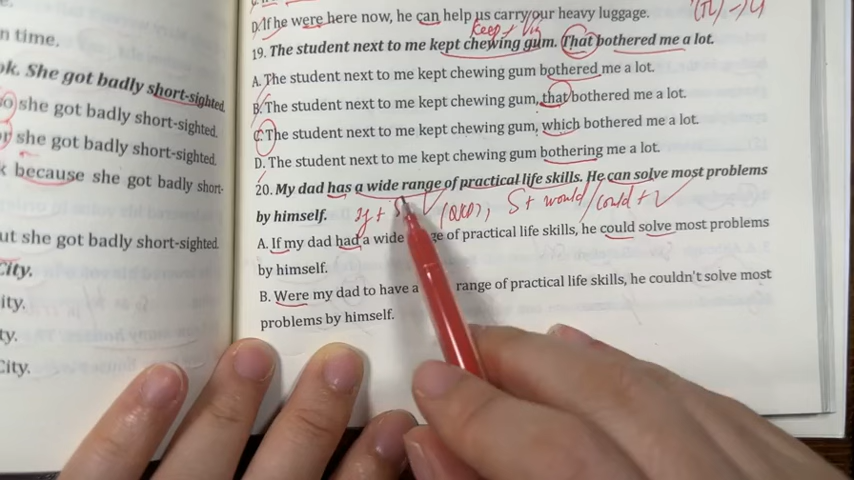 n time.
ok. She got badly short-sighted.
so she got badly short-sighted.
or she got badly short-sighted.
k because she got badly short-
ut she got badly short-sighted.
City.
ity.
ty.
City.
D. If he were here now, he can help us carry our heavy luggage.
Keep + Ving
19. The student next to me kept chewing gum. That bothered me a lot.
A. The student next to me kept chewing gum bothered me a lot.
B. The student next to me kept chewing gum, that bothered me a lot.
C. The student next to me kept chewing gum, which bothered me a lot.
D. The student next to me kept chewing gum bothering me a lot.
20. My dad has a wide range of practical life skills. He can solve most problems
by himself.
If + S V (QKD), S + would/could + V
A. If my dad had a wide ge of practical life skills, he could solve most problems
by himself.
B. Were my dad to have a range of practical life skills, he couldn't solve most
problems by himself.